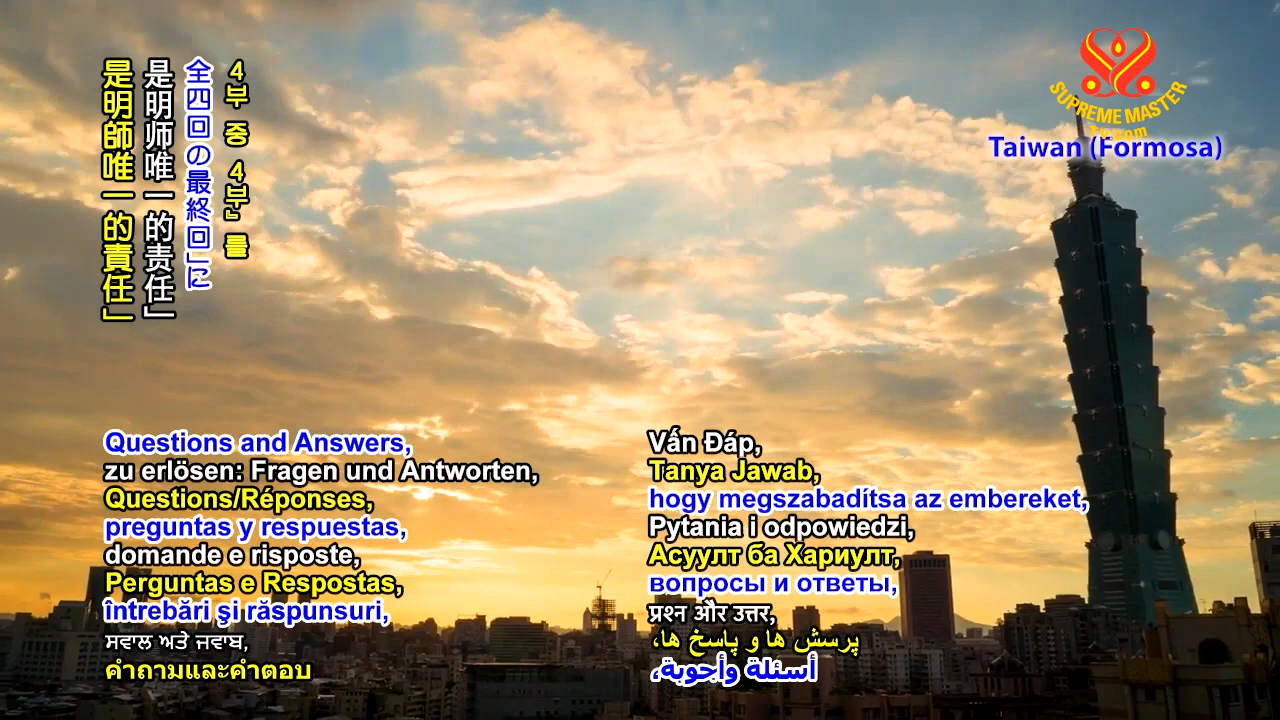 SUPREME MASTER
TV.com
Taiwan (Formosa)
4부 중 4부』를
全四回の最終回」に
是明师唯一的责任」
是明師唯一的責任」
Questions and Answers,
zu erlösen: Fragen und Antworten,
Questions/Réponses,
preguntas y respuestas,
domande e risposte,
Perguntas e Respostas,
întrebări şi răspunsuri,
ਸਵਾਲ ਅਤੇ ਜਵਾਬ,
คำถามและคำตอบ
Vấn Đáp,
Tanya Jawab,
hogy megszabadítsa az embereket,
Pytania i odpowiedzi,
Асуулт ба Хариулт,
вопросы и ответы,
प्रश्न और उत्तर,
پرسش ها و پاسخ ها،
أسئلة وأجوبة،